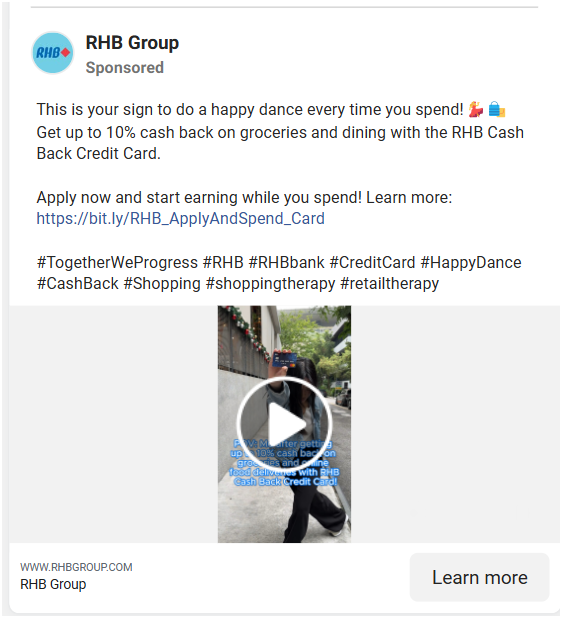 RHB
RHB Group
Sponsored
This is your sign to do a happy dance every time you spend! 💃🛍️
Get up to 10% cash back on groceries and dining with the RHB Cash
Back Credit Card.
Apply now and start earning while you spend! Learn more:
https://bit.ly/RHB_ApplyAndSpend_Card
#TogetherWeProgress #RHB #RHBbank #CreditCard #HappyDance
#CashBack #Shopping #shoppingtherapy #retailtherapy
getting
up to 10% cash back on
groceries and online
food deliveries with RHB
Cash Back Credit Card!
WWW.RHBGROUP.COM
RHB Group
Learn more